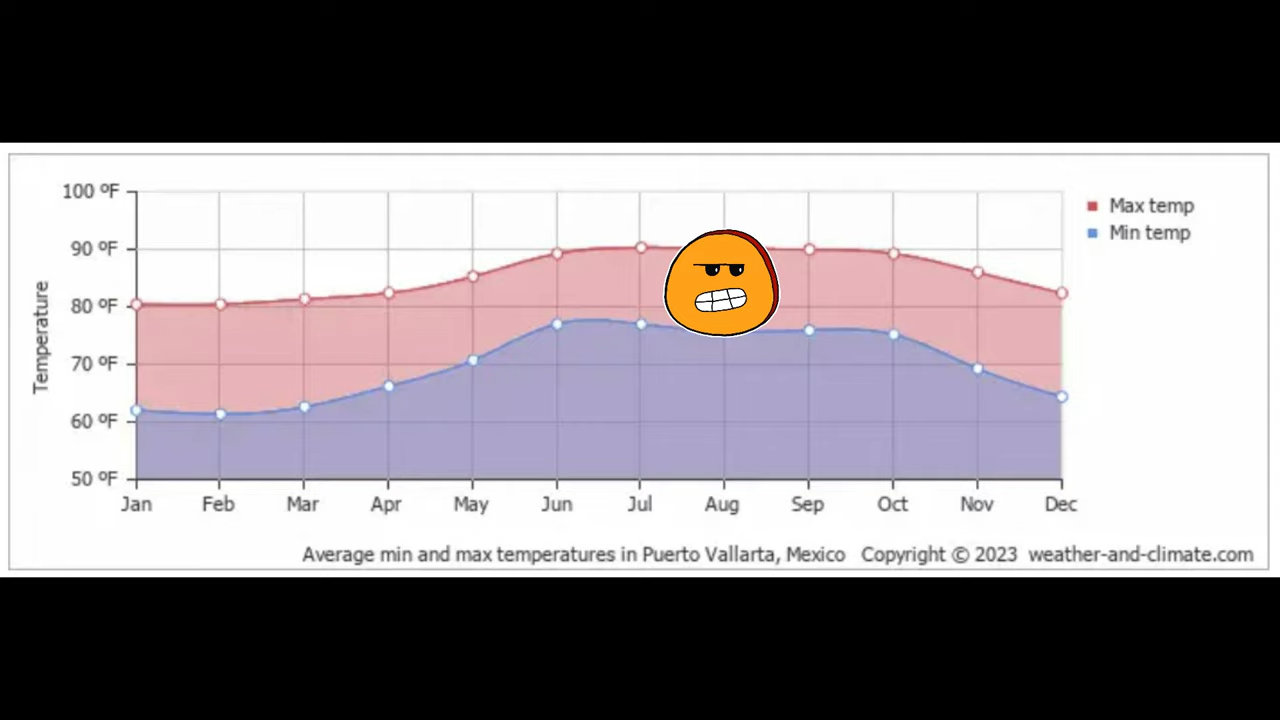 100 ºF
90 ºF
80 ºF
70 ºF
60 ºF
50 ºF
Temperature
Jan Feb Mar Apr May Jun Jul Aug Sep Oct Nov Dec
Max temp
Min temp
Average min and max temperatures in Puerto Vallarta, Mexico Copyright © 2023 weather-and-climate.com